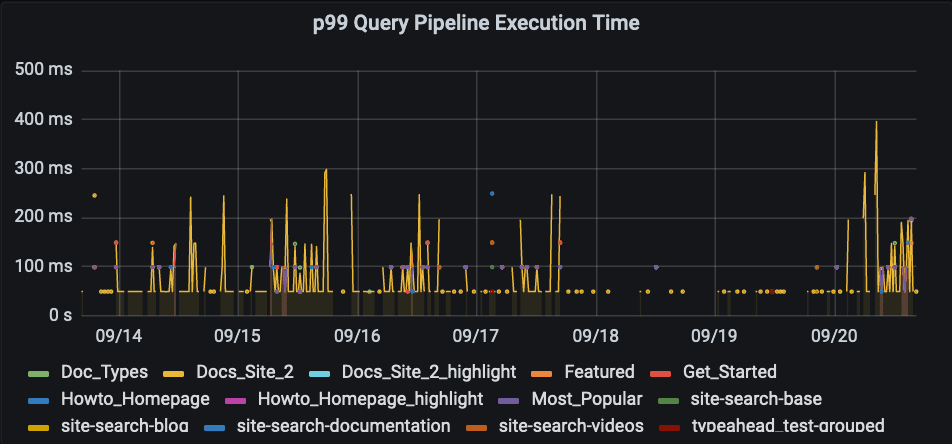 p99 Query Pipeline Execution Time
500 ms
400 ms
300 ms
200 ms
100 ms
0 s
09/14 09/15 09/16 09/17 09/18 09/19 09/20
Doc_Types Docs_Site_2 Docs_Site_2_highlight Featured Get_Started
Howto_Homepage Howto_Homepage_highlight Most_Popular site-search-base
site-search-blog site-search-documentation site-search-videos typeahead_test-grouped